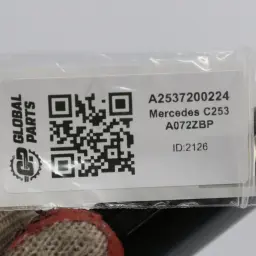 GLOBAL
PARTS
A2537200224
Mercedes C253
A072ZBP
ID:2126